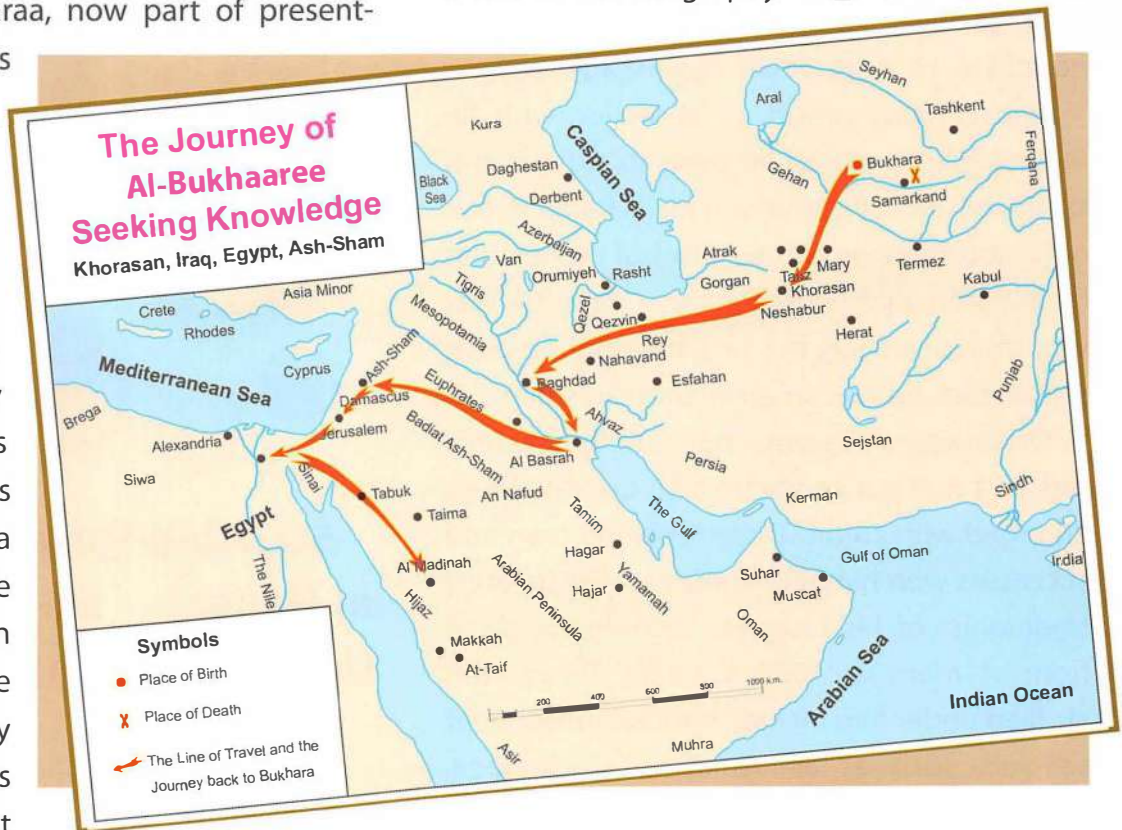 raa, now part of present-
s
s
s
a
e
n
e
y
s
t
The Journey of
Al-Bukhaaree
Seeking Knowledge
Khorasan, Iraq, Egypt, Ash-Sham
Kura
Daghestan
Derbent
Black
Sea
Caspian Sea
Aral
Seyhan
Tashkent
Ferqana
Bukhara
Gehan
Samarkand
Azerbaijan
Van
Orumiyeh
Rasht
Atrak
Gorgan
Mary
Termez
Kabul
Khorasan
Neshabur
Herat
Asia Minor
Tigris
Mesopotamia
Qezel
Qezvin
Rey
Nahavand
Crete
Rhodes
Cyprus
Mediterranean Sea
Ash-Sham
Damascus
Euphrates
Baghdad
Esfahan
Punjab
Brega
Alexandria
Jerusalem
Badiat Ash-Sham
Al Basrah
Ahvaz
Sejstan
Siwa
Sinai
Persia
Kerman
Sindh
Tabuk
An Nafud
Taima
Tamim
The Gulf
Egypt
The Nile
Al Madinah
Hijaz
Arabian Peninsula
Hagar
Yamamah
Hajar
Suhar
Gulf of Oman
Muscat
Oman
India
Makkah
At-Taif
200 400 600 800 1000 k.m.
Asir
Muhra
Arabian Sea
Indian Ocean
Symbols
Place of Birth
Place of Death
The Line of Travel and the
Journey back to Bukhara